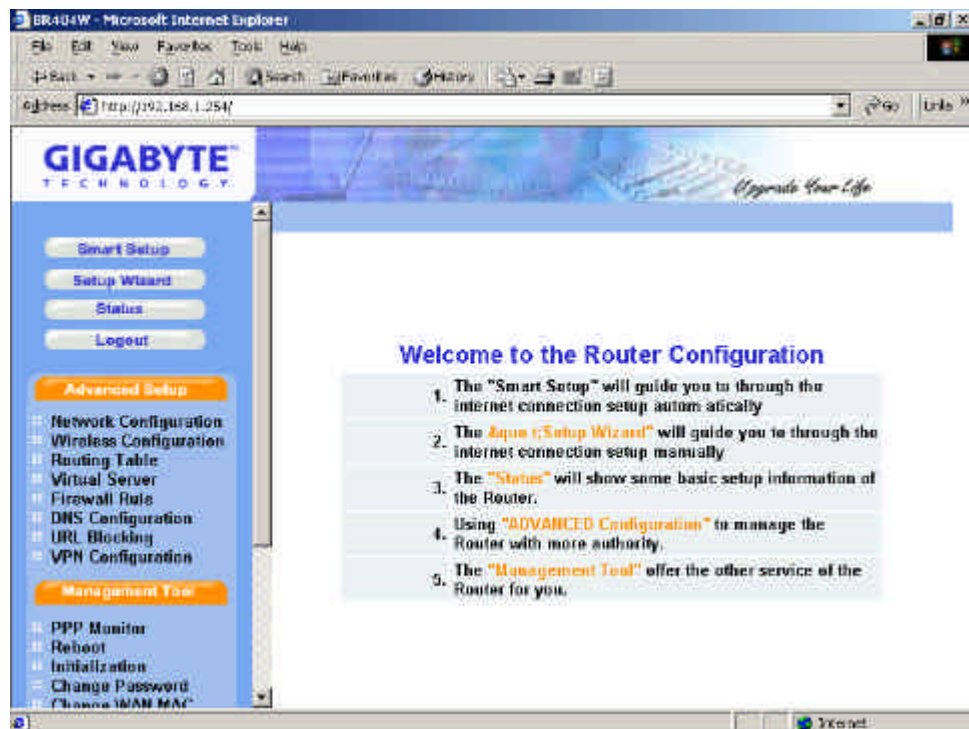 BR404W - Microsoft Internet Explorer
File Edit View Favorites Tools Help
Back Search Favorites History
Address http://192.168.1.254/ Go Links »
GIGABYTE™
TECHNOLOGY
Upgrade Your Life
Smart Setup
Setup Wizard
Status
Logout
Advanced Setup
Network Configuration
Wireless Configuration
Routing Table
Virtual Server
Firewall Rule
DNS Configuration
URL Blocking
VPN Configuration
Management Tool
PPP Monitor
Reboot
Initialization
Change Password
Change WAN MAC
Welcome to the Router Configuration
1. The "Smart Setup" will guide you to through the
internet connection setup autom atically
2. The &quo t;Setup Wizard" will guide you to through the
internet connection setup manually
3. The "Status" will show some basic setup information of
the Router.
4. Using "ADVANCED Configuration" to manage the
Router with more authority.
5. The "Management Tool" offer the other service of the
Router for you.
Internet